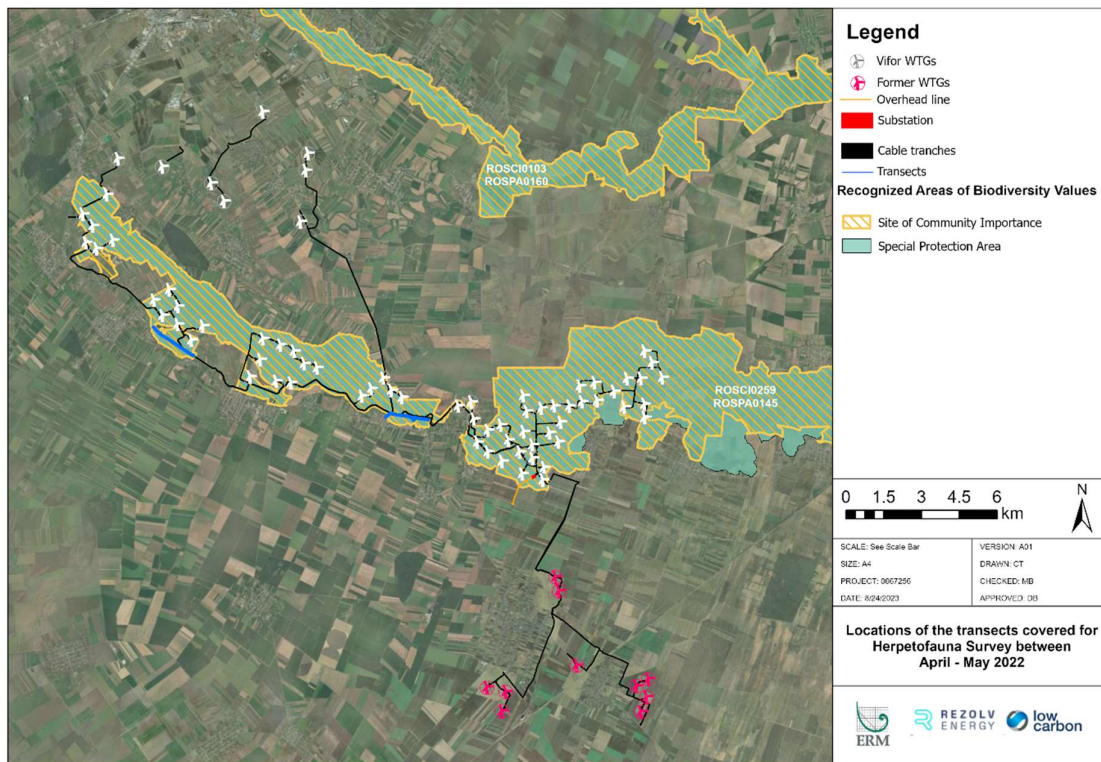 ROSCI0103
ROSPA0160
ROSCI0259
ROSPA0145
Legend
Vifor WTGs
Former WTGs
Overhead line
Substation
Cable tranches
Transects
Recognized Areas of Biodiversity Values
Site of Community Importance
Special Protection Area
0 1.5 3 4.5 6
km
N
SCALE: See Scale Bar
VERSION: A01
SIZE: A4
DRAWN: CT
PROJECT: 0667256
CHECKED: MB
DATE: 8/24/2023
APPROVED: DB
Locations of the transects covered for
Herpetofauna Survey between
April - May 2022
ERM
REZOLV
ENERGY
low
carbon